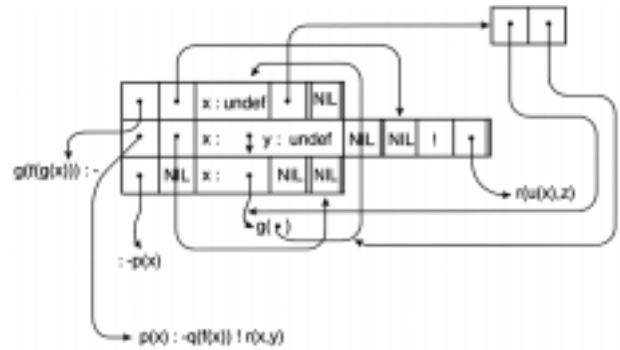 x : undef NIL
x : y : undef NIL NIL !
g(f(g(x))) : -
NIL x : NIL NIL
r(u(x),z)
g( )
: -p(x)
p(x) : -q(f(x)) ! r(x,y)